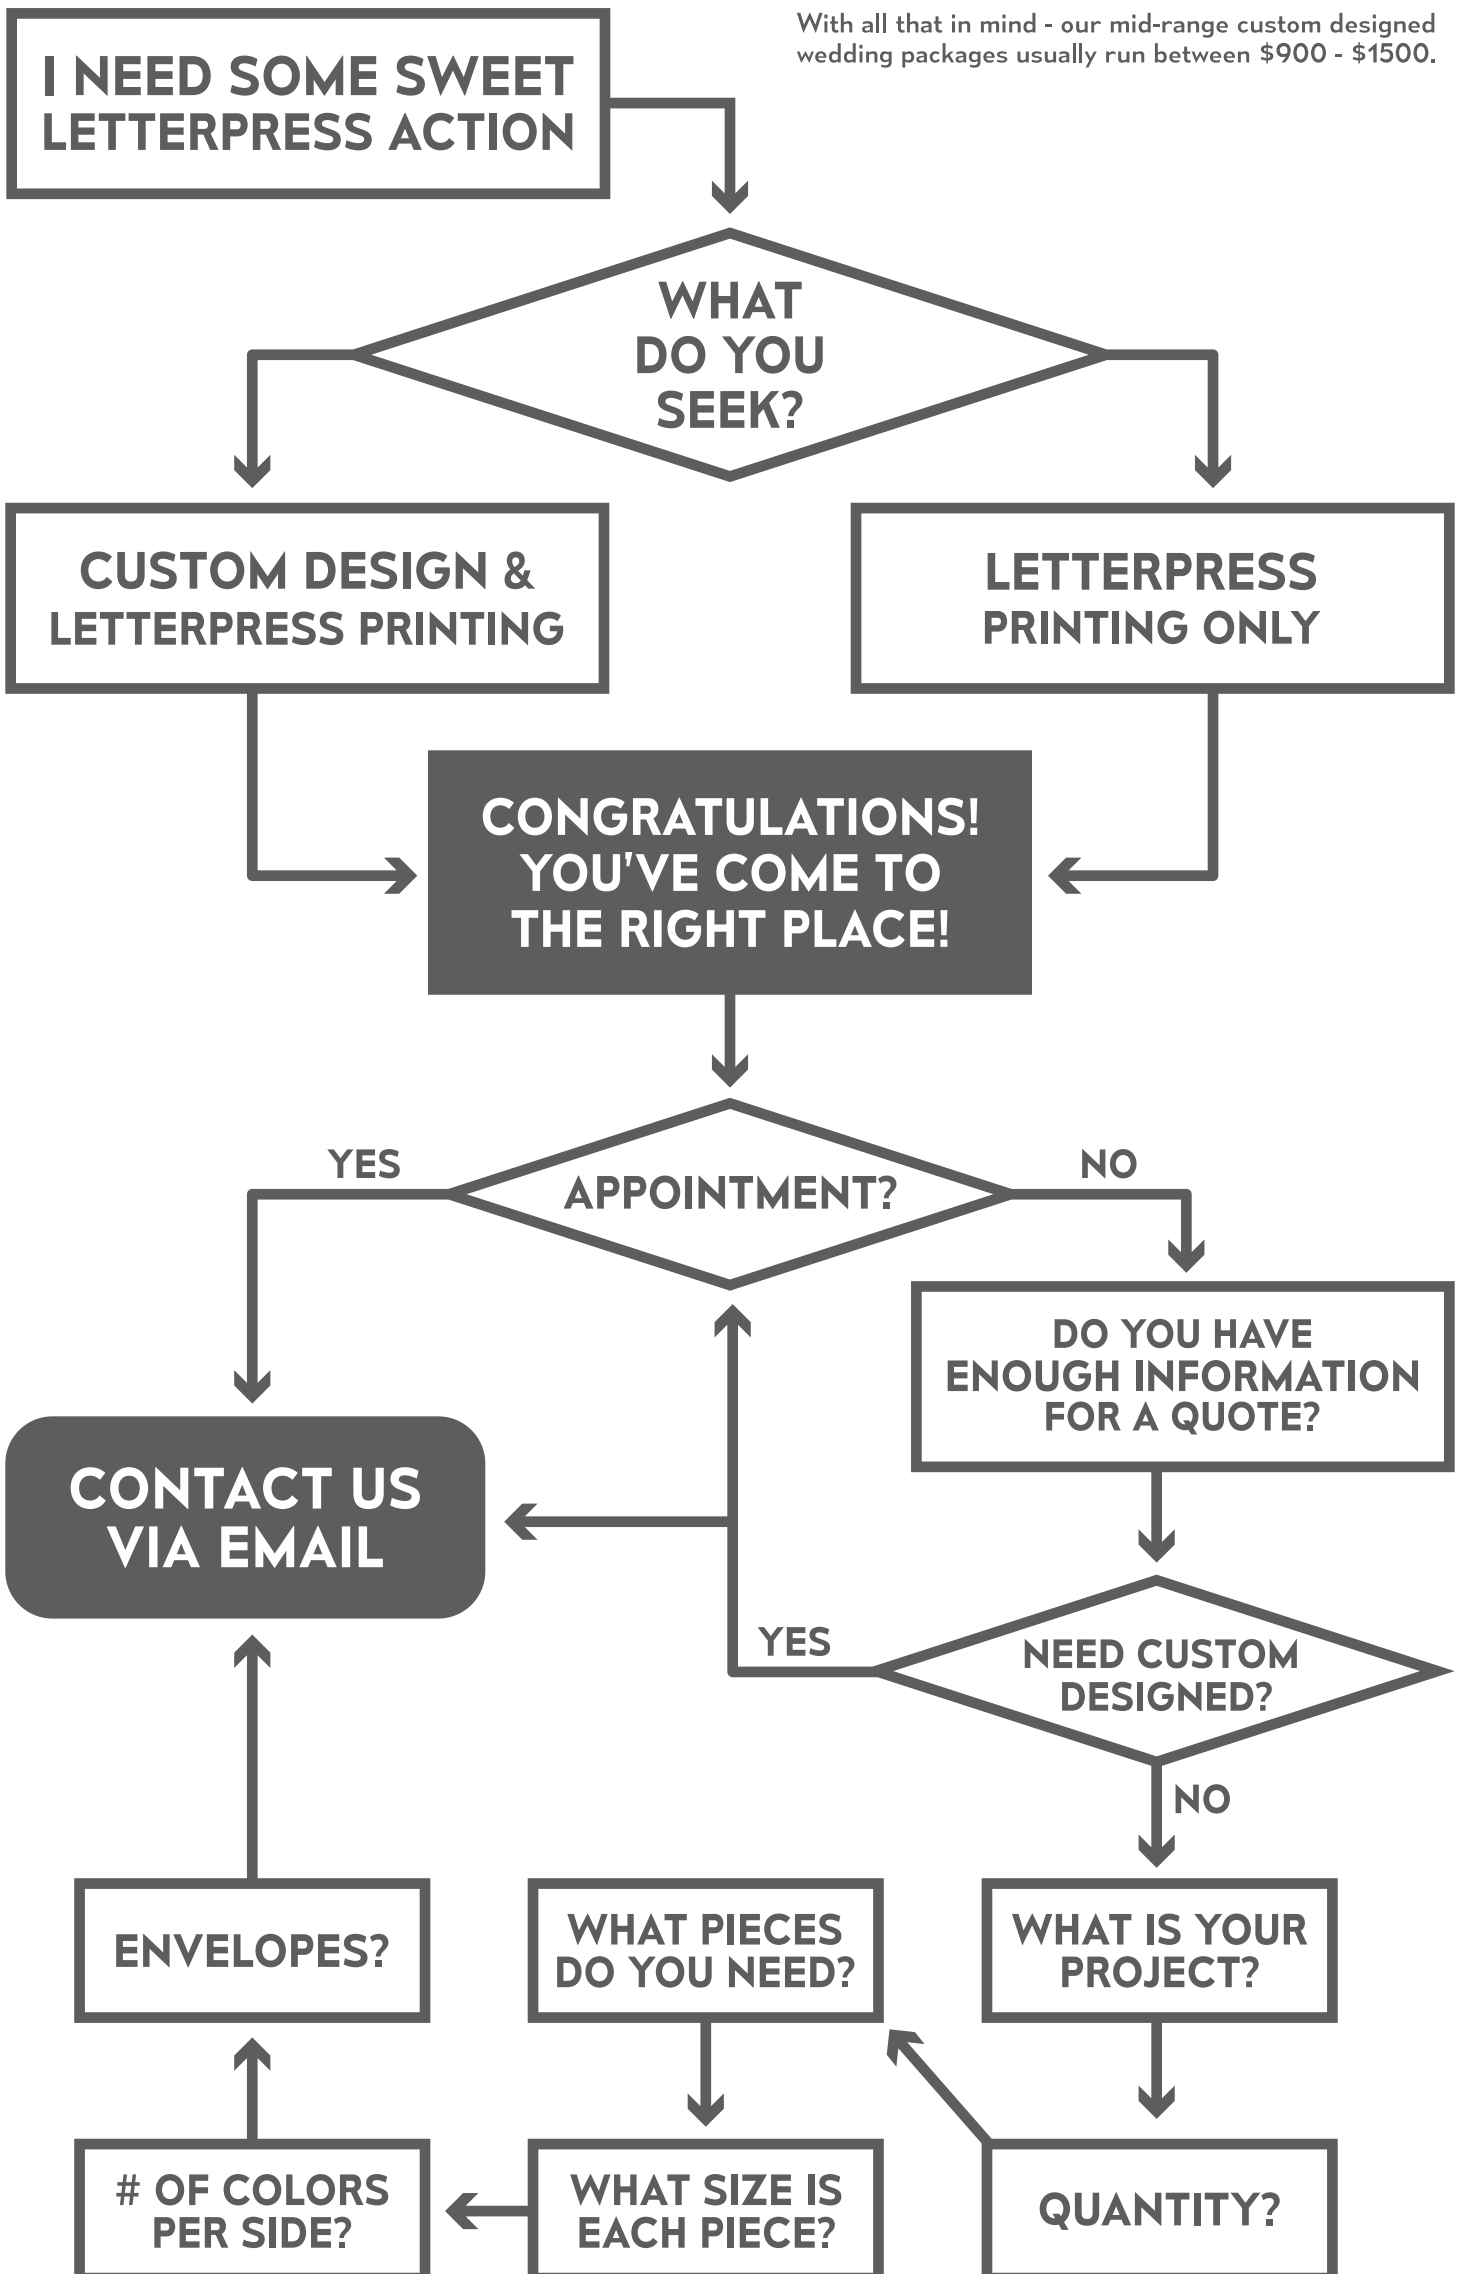 With all that in mind - our mid-range custom designed
wedding packages usually run between $900 - $1500.
I NEED SOME SWEET
LETTERPRESS ACTION
WHAT
DO YOU
SEEK?
CUSTOM DESIGN &
LETTERPRESS PRINTING
LETTERPRESS
PRINTING ONLY
CONGRATULATIONS!
YOU'VE COME TO
THE RIGHT PLACE!
YES
APPOINTMENT?
NO
DO YOU HAVE
ENOUGH INFORMATION
FOR A QUOTE?
CONTACT US
VIA EMAIL
YES
NEED CUSTOM
DESIGNED?
NO
ENVELOPES?
WHAT PIECES
DO YOU NEED?
WHAT IS YOUR
PROJECT?
# OF COLORS
PER SIDE?
WHAT SIZE IS
EACH PIECE?
QUANTITY?